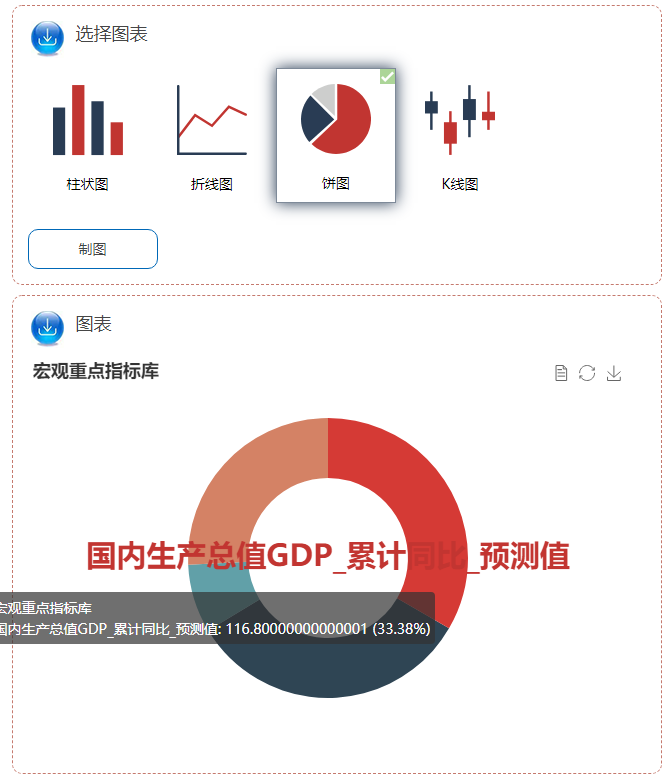 选择图表
柱状图
折线图
饼图
K线图
制图
图表
宏观重点指标库
国内生产总值GDP_累计同比_预测值
宏观重点指标库
国内生产总值GDP_累计同比_预测值: 116.80000000000001 (33.38%)